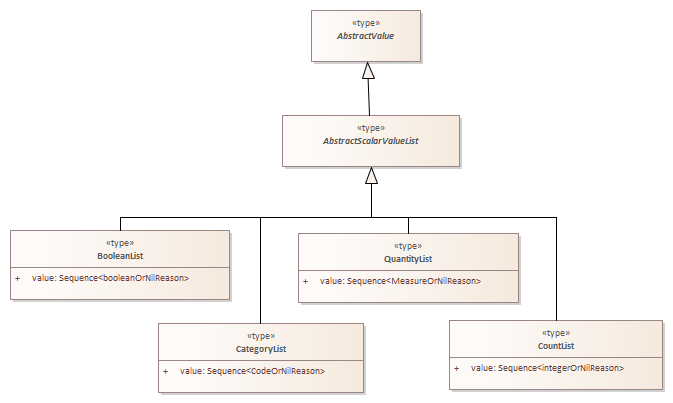 «type»
AbstractValue
«type»
AbstractScalarValueList
«type»
BooleanList
+ value: Sequence<booleanOrNilReason>
«type»
QuantityList
+ value: Sequence<MeasureOrNilReason>
«type»
CategoryList
+ value: Sequence<CodeOrNilReason>
«type»
CountList
+ value: Sequence<integerOrNilReason>